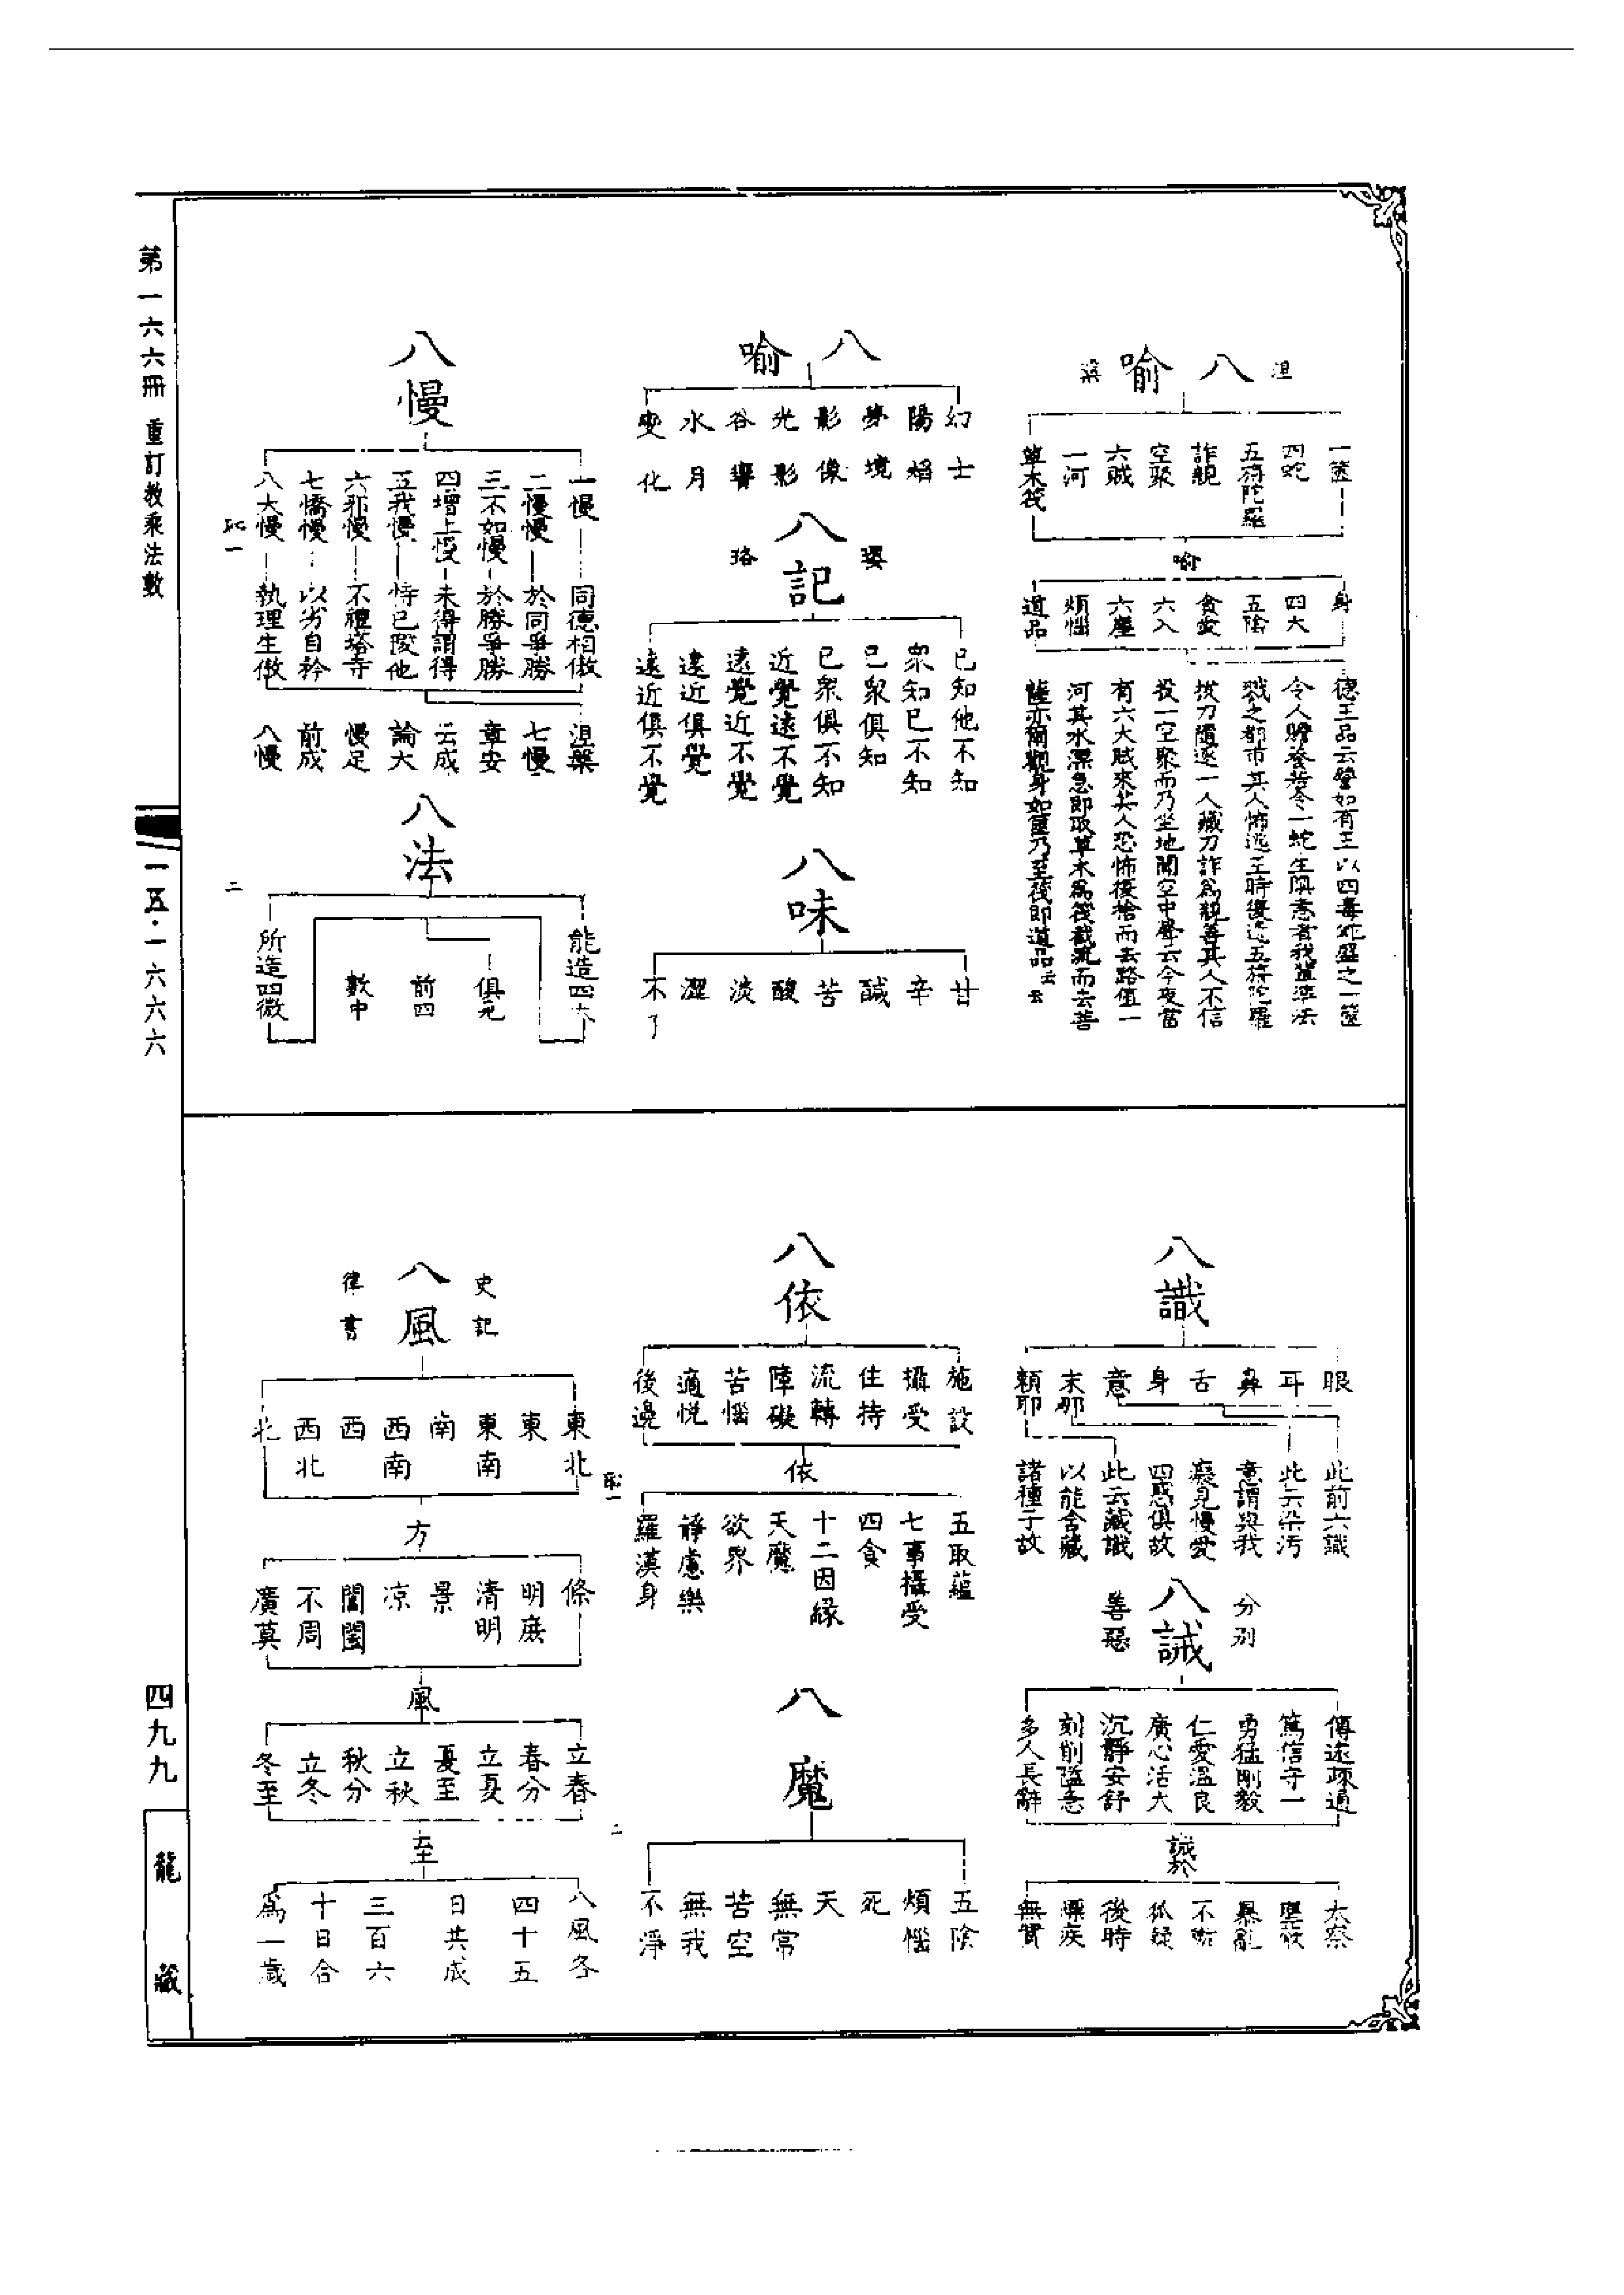 八喻
涅
槃
一篋
四蛇
五旃陀羅
詐親
空聚
六賊
一河
草木筏
喻
身
四大
五陰
貪愛
六入
六塵
煩惱
道品
德王品云譬如有王以四毒蛇盛之一篋
令人瞻養若令一蛇生瞋恚者我當準法
戮之都市其人怖逃王時復遣五旃陀羅
拔刀隨逐一人藏刀詐為親善其人不信
投一空聚而乃坐地聞空中聲云今夜當
有六大賊來其人恐怖復捨而去路值一
河其水漂急即取草木為筏截流而去菩
薩亦爾觀身如篋乃至筏即道品云云
八喻
幻士
陽焰
夢境
影像
光影
谷響
水月
變化
八記
瓔
珞
已知他不知
眾知已不知
已眾俱知
已眾俱不知
近覺遠不覺
遠覺近不覺
遠近俱覺
遠近俱不覺
八味
甘
辛
鹹
苦
酸
淡
澀
不了
八慢
一慢
二慢慢
三不如慢
四增上慢
五我慢
六邪慢
七憍慢
八大慢
同德相傲
於同爭勝
於勝爭勝
未得謂得
恃已陵他
不禮塔寺
以劣自矜
執理生傲
涅槃
七慢
章安
云成
論大
慢足
前成
八慢
八法
能造四大
俱充
前四
數中
所造四微
八識
眼
耳
鼻
舌
身
意
末那
賴耶
此前六識
此云染污
意謂與我
癡見慢愛
四惑俱故
此云藏識
以能含藏
諸種子故
八誡
分別
善惡
傳遠疎通
篤信守一
勇猛剛毅
仁愛溫良
廣心活大
沉靜安舒
刻削隘急
多人長辭
誡於
太察
壅蔽
暴亂
不斷
狐疑
後時
慓疾
無實
八依
施設
攝受
住持
流轉
障礙
苦惱
適悅
後邊
依
五取蘊
七事攝受
四食
十二因緣
天魔
欲界
靜慮樂
羅漢身
八魔
五陰
煩惱
死
天
無常
苦空
無我
不淨
八風
史記
律書
東北
東
東南
南
西南
西
西北
北
方
條
明庶
清明
景
涼
閶闔
不周
廣莫
風
立春
春分
立夏
夏至
立秋
秋分
立冬
冬至
至
八風各
四十五
日共成
三百六
十日合
為一歲
第一六六冊 重訂教乘法數
一五·一六六六
四九九
龍藏